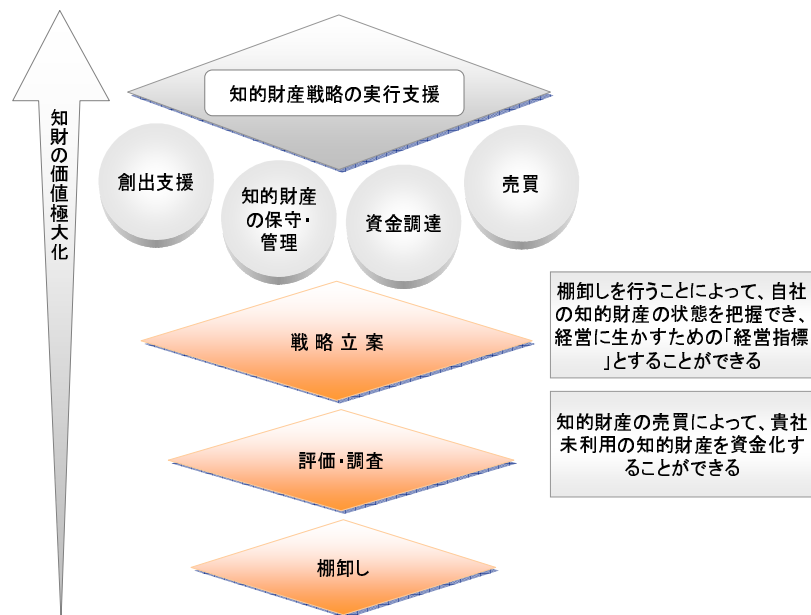 知的財産戦略の実行支援
知財の価値極大化
創出支援
知的財産
の保守・
管理
資金調達
売買
戦略立案
評価・調査
棚卸し
棚卸しを行うことによって、自社
の知的財産の状態を把握でき、
経営に生かすための「経営指標
」とすることができる
知的財産の売買によって、貴社
未利用の知的財産を資金化す
ることができる